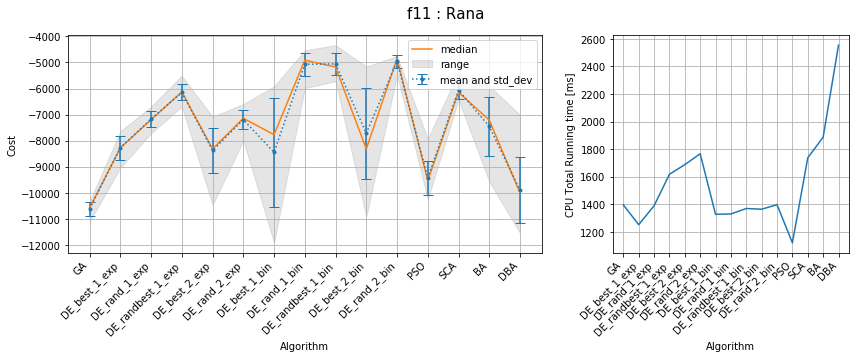 f11 : Rana
Cost
−4000
−5000
−6000
−7000
−8000
−9000
−10000
−11000
−12000
median
range
mean and std_dev
GA
DE_best_1_exp
DE_rand_1_exp
DE_randbest_1_exp
DE_best_2_exp
DE_rand_2_exp
DE_best_1_bin
DE_rand_1_bin
DE_randbest_1_bin
DE_best_2_bin
DE_rand_2_bin
PSO
SCA
BA
DBA
Algorithm
CPU Total Running time [ms]
2600
2400
2200
2000
1800
1600
1400
1200
GA
DE_best_1_exp
DE_rand_1_exp
DE_randbest_1_exp
DE_best_2_exp
DE_rand_2_exp
DE_best_1_bin
DE_rand_1_bin
DE_randbest_1_bin
DE_best_2_bin
DE_rand_2_bin
PSO
SCA
BA
DBA
Algorithm